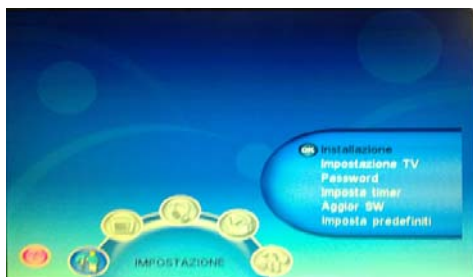 OK Installazione
Impostazione TV
Password
Imposta timer
Aggior SW
Imposta predefiniti
IMPOSTAZIONE